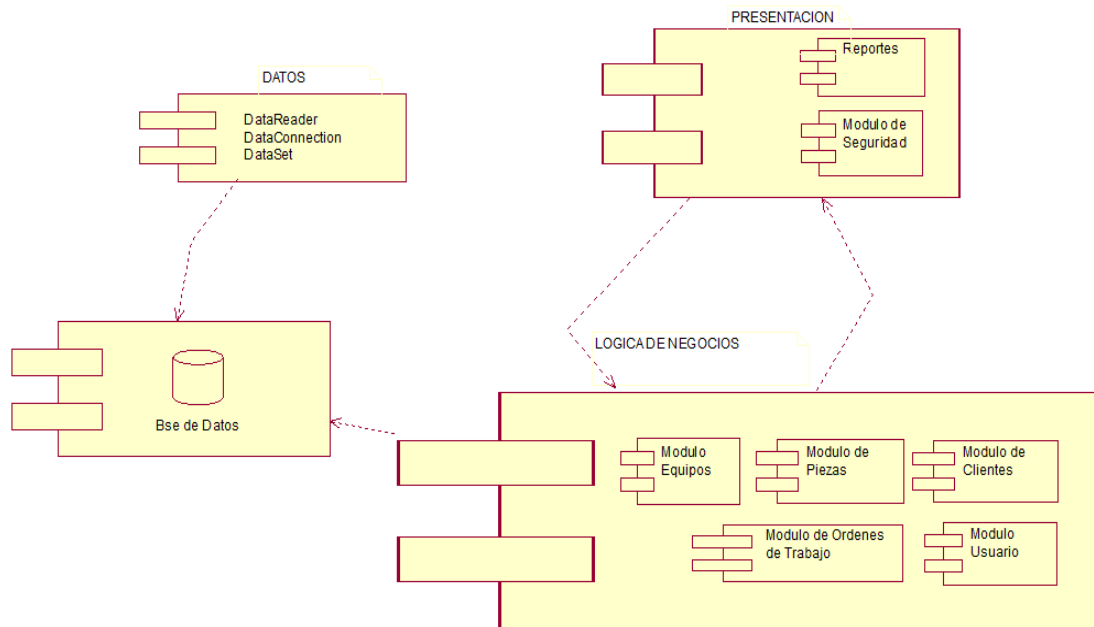 PRESENTACION
Reportes
Modulo de
Seguridad
DATOS
DataReader
DataConnection
DataSet
Bse de Datos
LOGICA DE NEGOCIOS
Modulo
Equipos
Modulo de
Piezas
Modulo de
Clientes
Modulo de Ordenes
de Trabajo
Modulo
Usuario